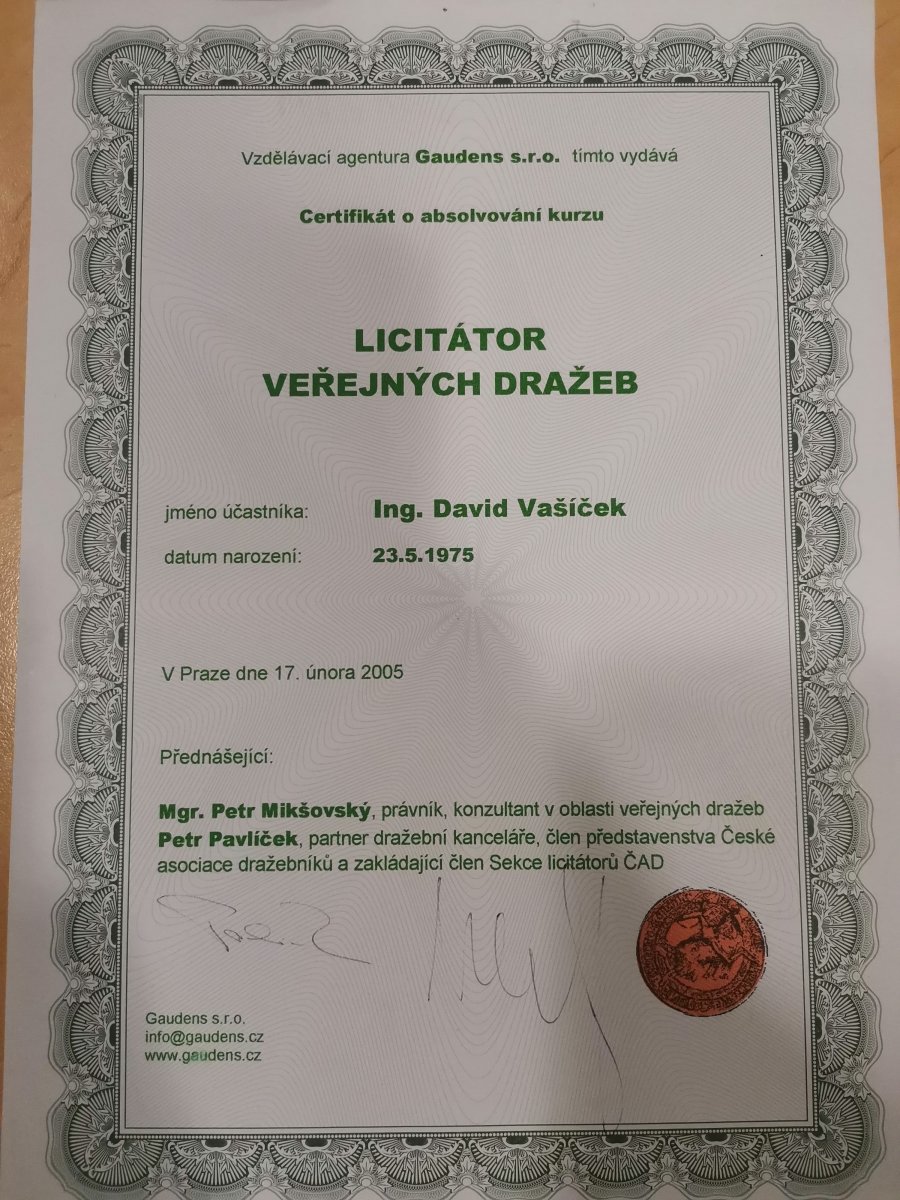 Vzdělávací agentura Gaudens s.r.o. tímto vydává
Certifikát o absolvování kurzu
LICITÁTOR
VEŘEJNÝCH DRAŽEB
jméno účastníka: Ing. David Vašíček
datum narození: 23.5.1975
V Praze dne 17. února 2005
Přednášející:
Mgr. Petr Mikšovský, právník, konzultant v oblasti veřejných dražeb
Petr Pavlíček, partner dražební kanceláře, člen představenstva České
asociace dražebníků a zakládající člen Sekce licitátorů ČAD
Gaudens s.r.o.
info@gaudens.cz
www.gaudens.cz